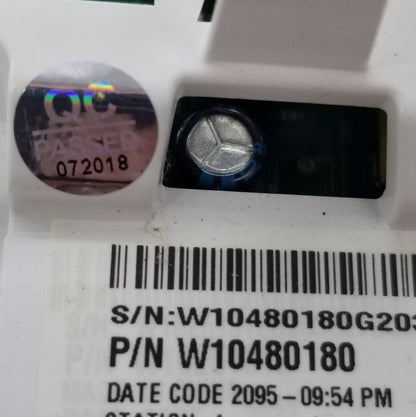 QC
PASSED
072018
S/N:W10480180G203
P/N W10480180
DATE CODE 2095-09:54 PM